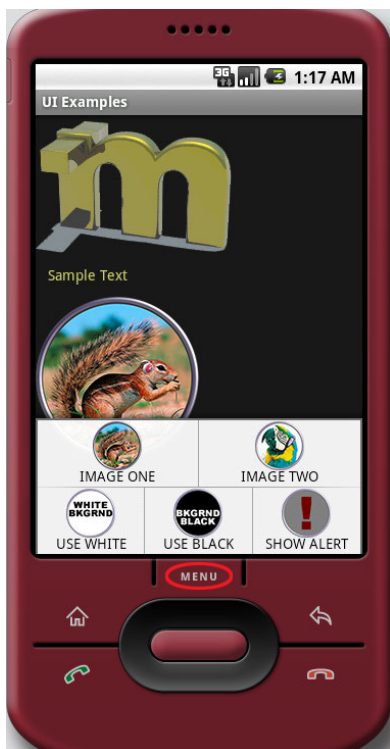 3G 1:17 AM
UI Examples
m
Sample Text
IMAGE ONE IMAGE TWO
WHITE BKGRND
BKGRND BLACK
USE WHITE USE BLACK SHOW ALERT
MENU